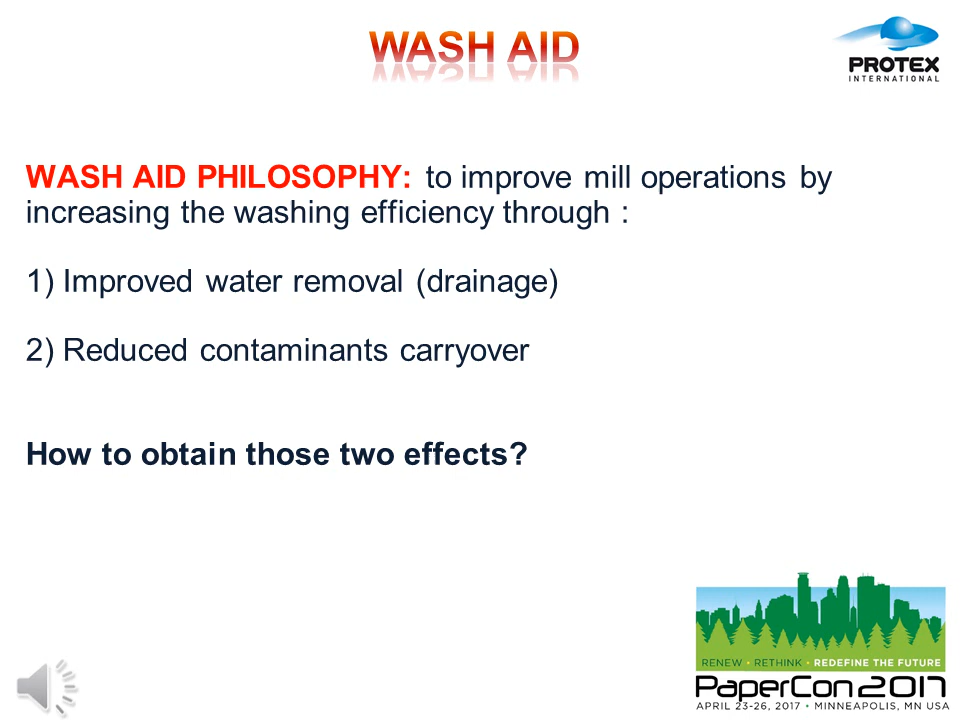 WASH AID
PROTEX
INTERNATIONAL
WASH AID PHILOSOPHY: to improve mill operations by
increasing the washing efficiency through :
1) Improved water removal (drainage)
2) Reduced contaminants carryover
How to obtain those two effects?
RENEW • RETHINK • REDEFINE THE FUTURE
PaperCon 2017
APRIL 23-26, 2017 • MINNEAPOLIS, MN USA